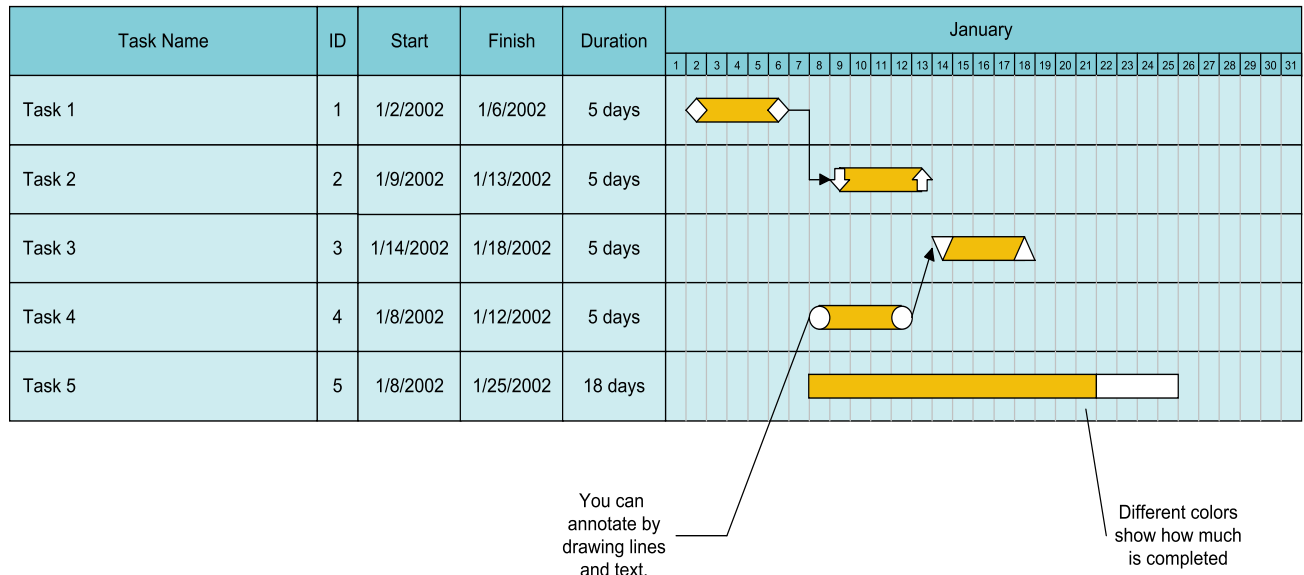 Task Name ID Start Finish Duration January
1 2 3 4 5 6 7 8 9 10 11 12 13 14 15 16 17 18 19 20 21 22 23 24 25 26 27 28 29 30 31
Task 1 1 1/2/2002 1/6/2002 5 days
Task 2 2 1/9/2002 1/13/2002 5 days
Task 3 3 1/14/2002 1/18/2002 5 days
Task 4 4 1/8/2002 1/12/2002 5 days
Task 5 5 1/8/2002 1/25/2002 18 days
You can
annotate by
drawing lines
and text.
Different colors
show how much
is completed